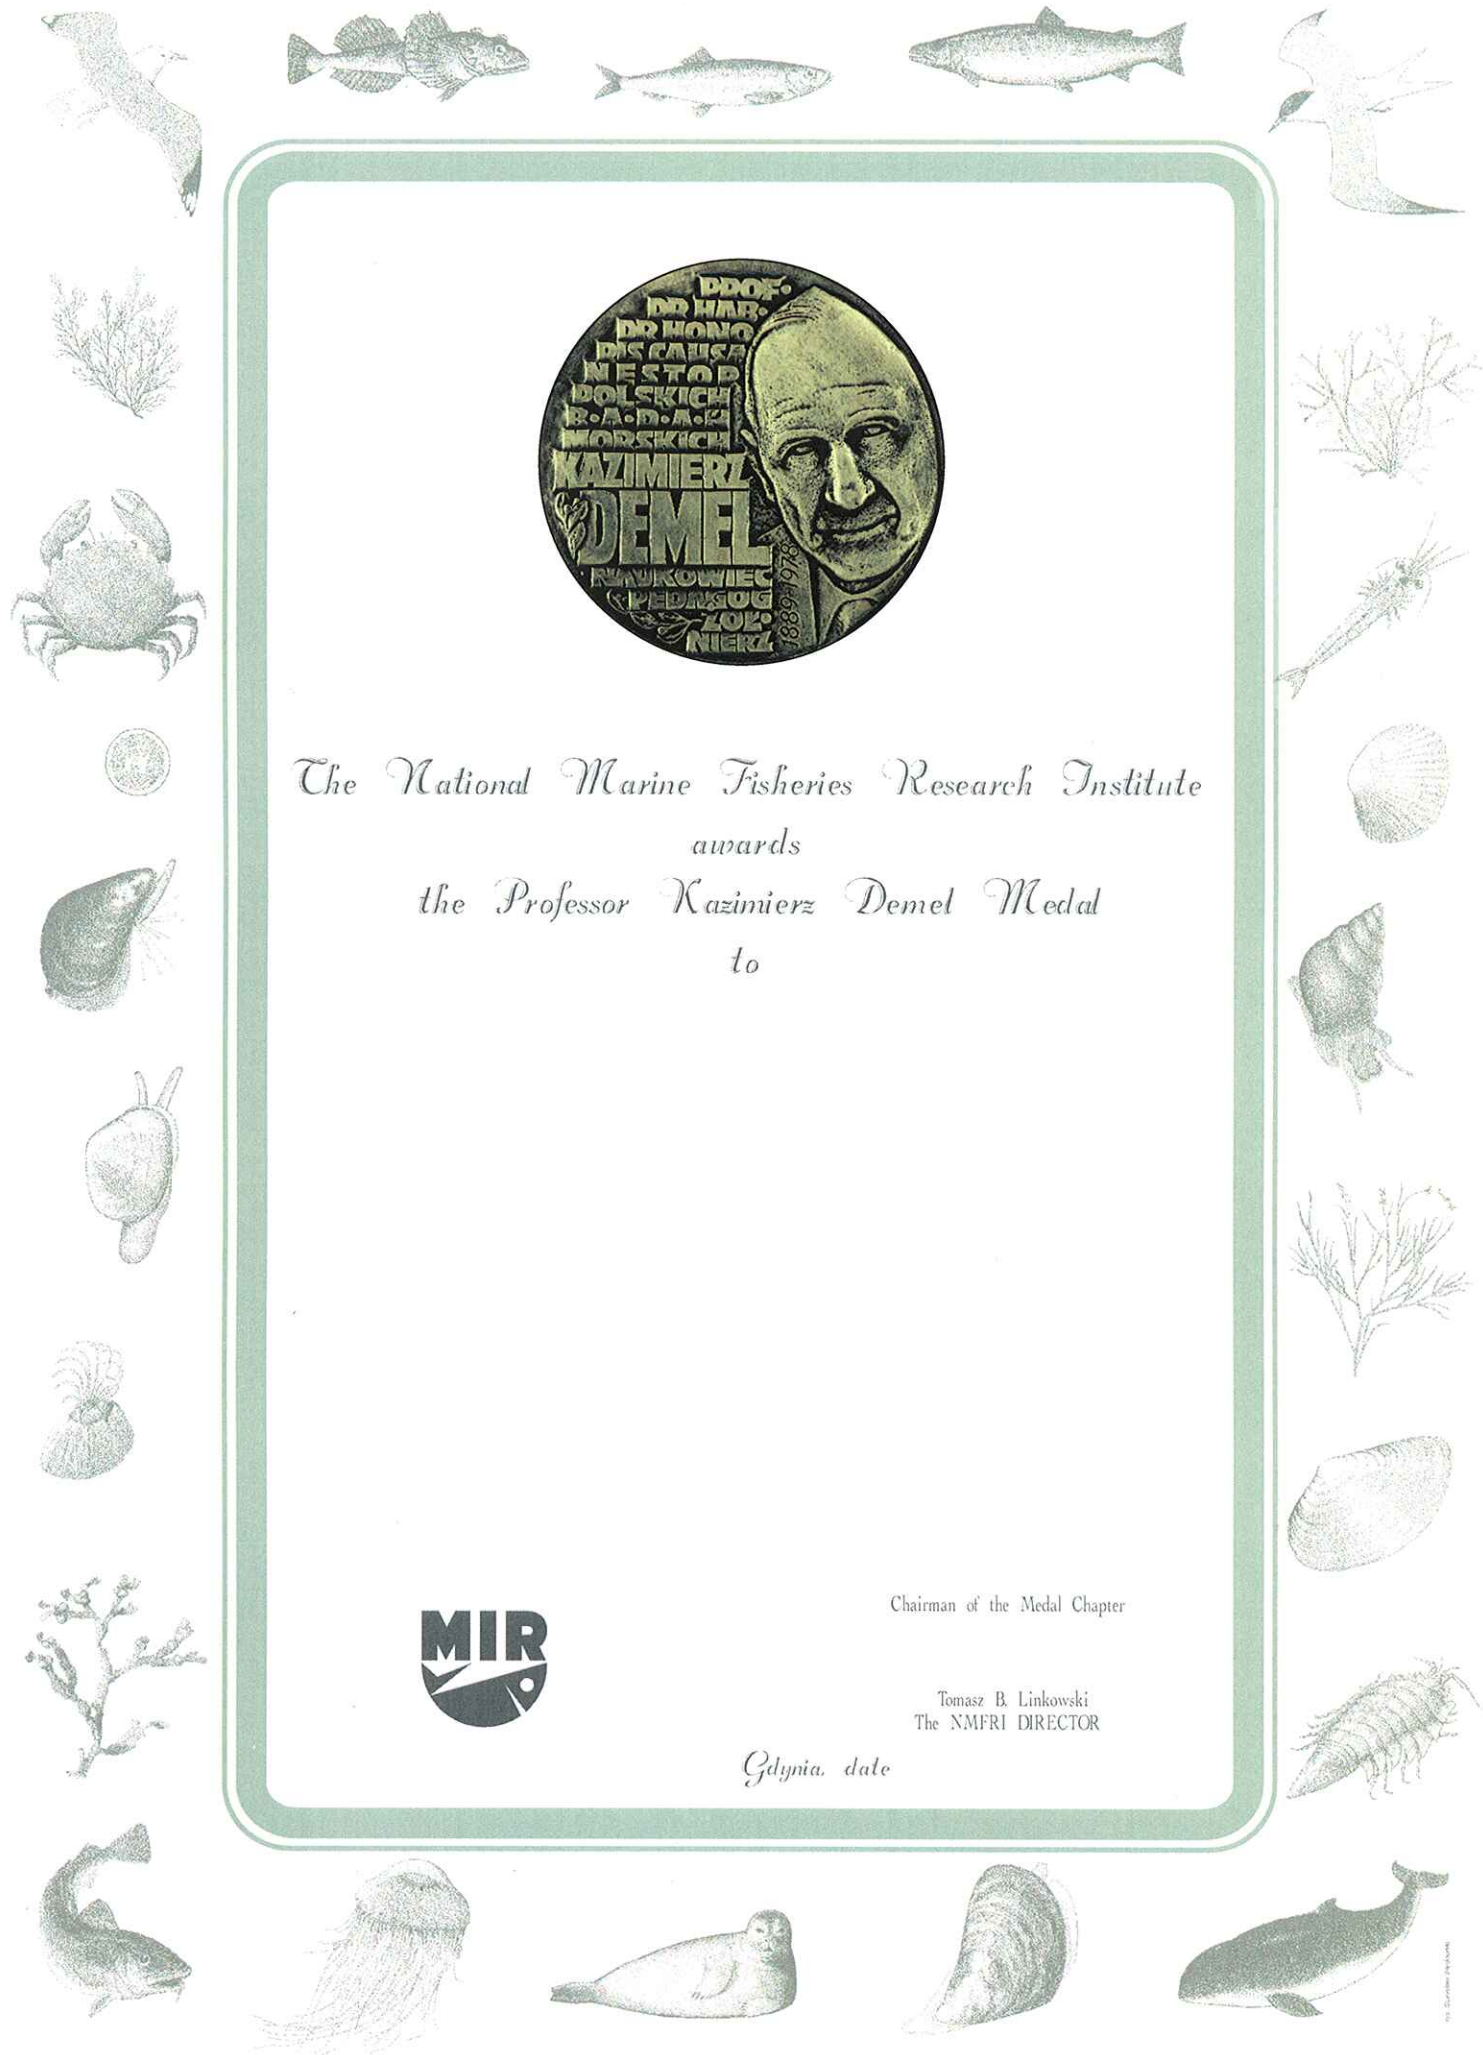 PROF.
DR HAB.
DR HONO
RIS CAUSA
NESTOR
POLSKICH
B•A•D•A•Ń
MORSKICH
KAZIMIERZ
DEMEL
NAUKOWIEC
PEDAGOG
ŻOŁ•
NIERZ
1889-1978
The National Marine Fisheries Research Institute
awards
the Professor Kazimierz Demel Medal
to
Chairman of the Medal Chapter
MIR
Tomasz B. Linkowski
The NMFRI DIRECTOR
Gdynia, date